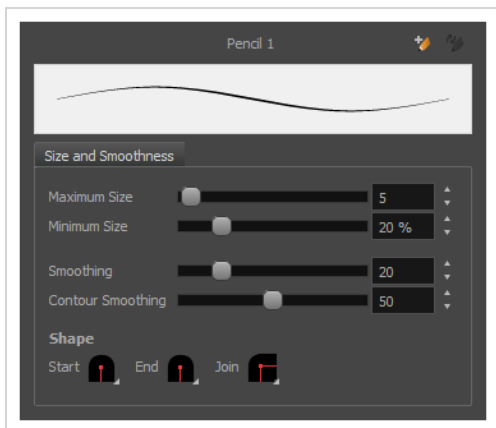 Pencil 1
Size and Smoothness
Maximum Size 5
Minimum Size 20 %
Smoothing 20
Contour Smoothing 50
Shape
Start End Join